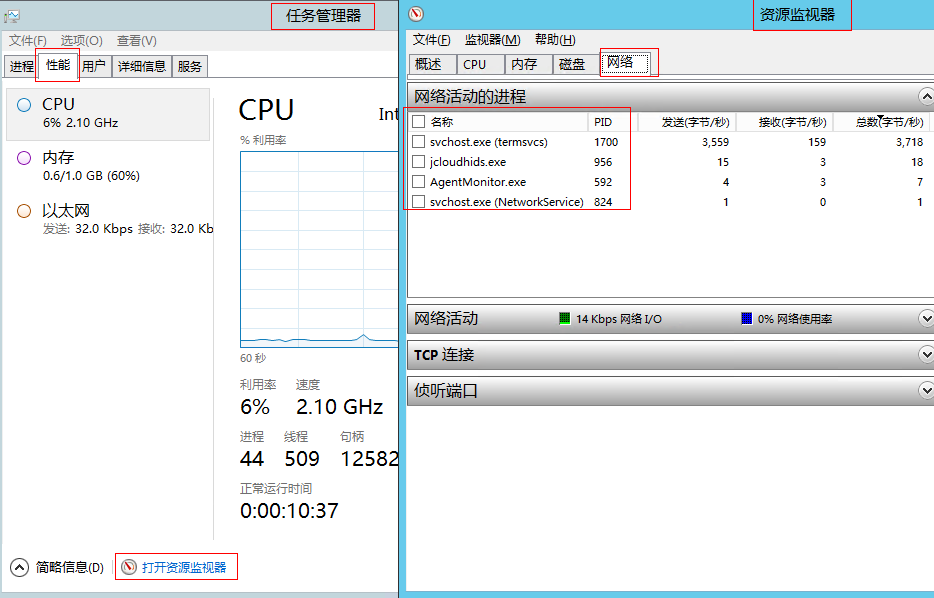 任务管理器
文件(F) 选项(O) 查看(V)
进程 性能 用户 详细信息 服务
CPU
6% 2.10 GHz
内存
0.6/1.0 GB (60%)
以太网
发送: 32.0 Kbps 接收: 32.0 Kb
CPU Int
% 利用率
60 秒
利用率 速度
6% 2.10 GHz
进程 线程 句柄
44 509 12582
正常运行时间
0:00:10:37
简略信息(D) 打开资源监视器
资源监视器
文件(F) 监视器(M) 帮助(H)
概述 CPU 内存 磁盘 网络
网络活动的进程
名称 PID 发送(字节/秒) 接收(字节/秒) 总数(字节/秒)
svchost.exe (termsvcs) 1700 3,559 159 3,718
jcloudhids.exe 956 15 3 18
AgentMonitor.exe 592 4 3 7
svchost.exe (NetworkService) 824 1 0 1
网络活动 14 Kbps 网络 I/O 0% 网络使用率
TCP 连接
侦听端口